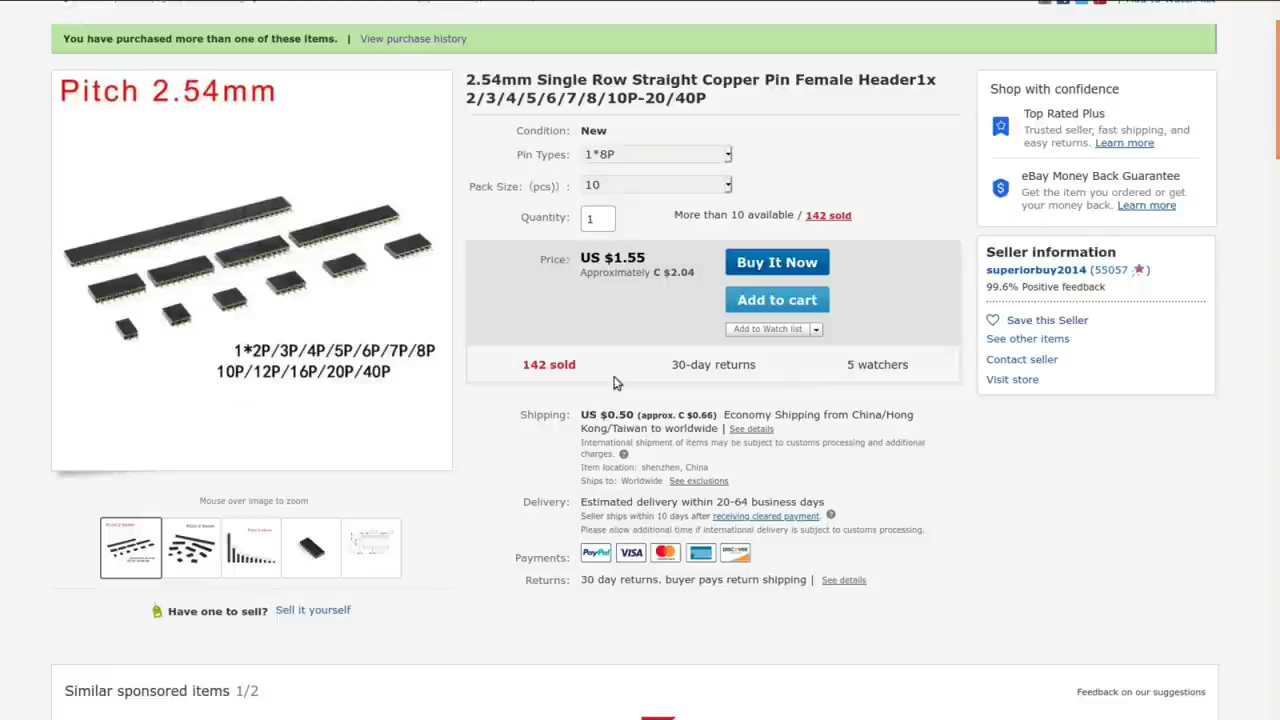 You have purchased more than one of these items. | View purchase history
Pitch 2.54mm
1*2P/3P/4P/5P/6P/7P/8P
10P/12P/16P/20P/40P
Mouse over image to zoom
Have one to sell? Sell it yourself
2.54mm Single Row Straight Copper Pin Female Header1x
2/3/4/5/6/7/8/10P-20/40P
Condition: New
Pin Types: 1*8P
Pack Size: (pcs)) : 10
Quantity: 1
More than 10 available / 142 sold
Price: US $1.55
Approximately C $2.04
Buy It Now
Add to cart
Add to Watch list
142 sold 30-day returns 5 watchers
Shipping: US $0.50 (approx. C $0.66) Economy Shipping from China/Hong
Kong/Taiwan to worldwide | See details
International shipment of items may be subject to customs processing and additional
charges. ?
Item location: shenzhen, China
Ships to: Worldwide See exclusions
Delivery: Estimated delivery within 20-64 business days
Seller ships within 10 days after receiving cleared payment. ?
Please allow additional time if international delivery is subject to customs processing.
Payments: PayPal VISA DISCOVER
Returns: 30 day returns. buyer pays return shipping | See details
Shop with confidence
Top Rated Plus
Trusted seller, fast shipping, and
easy returns. Learn more
eBay Money Back Guarantee
Get the item you ordered or get
your money back. Learn more
Seller information
superiorbuy2014 (55057 )
99.6% Positive feedback
Save this Seller
See other items
Contact seller
Visit store
Similar sponsored items 1/2
Feedback on our suggestions